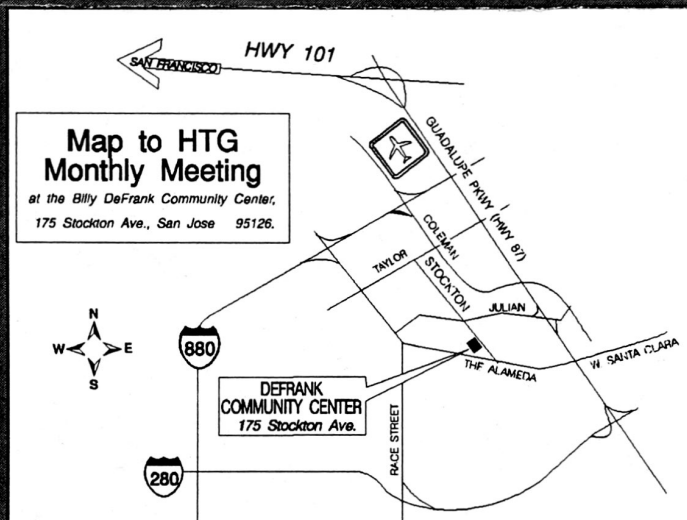 HWY 101
SAN FRANCISCO
Map to HTG
Monthly Meeting
at the Billy DeFrank Community Center,
175 Stockton Ave., San Jose 95126.
GUADALUPE PKWY (HWY 87)
COLEMAN
TAYLOR
STOCKTON
JULIAN
N
W E
S
880
THE ALAMEDA
W. SANTA CLARA
DEFRANK
COMMUNITY CENTER
175 Stockton Ave.
RACE STREET
280